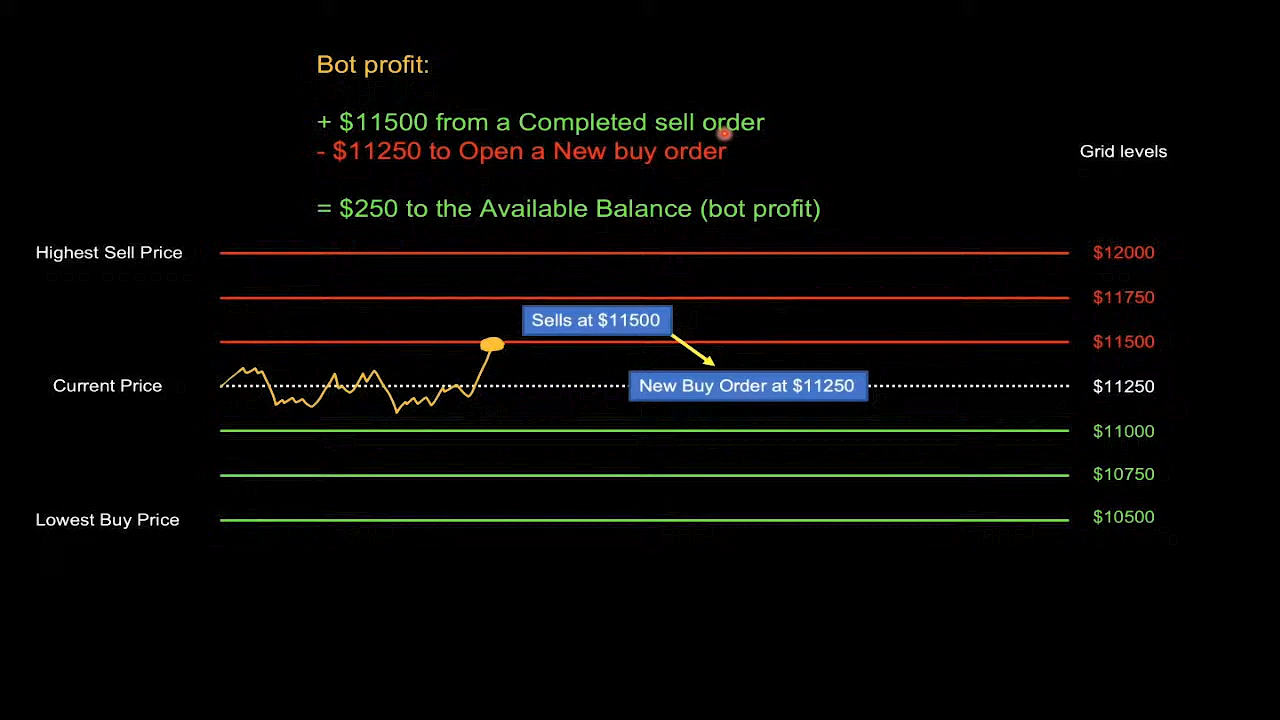 Bot profit:
+ $11500 from a Completed sell order
- $11250 to Open a New buy order
Grid levels
= $250 to the Available Balance (bot profit)
Highest Sell Price
$12000
$11750
Sells at $11500
$11500
Current Price
New Buy Order at $11250
$11250
$11000
$10750
Lowest Buy Price
$10500